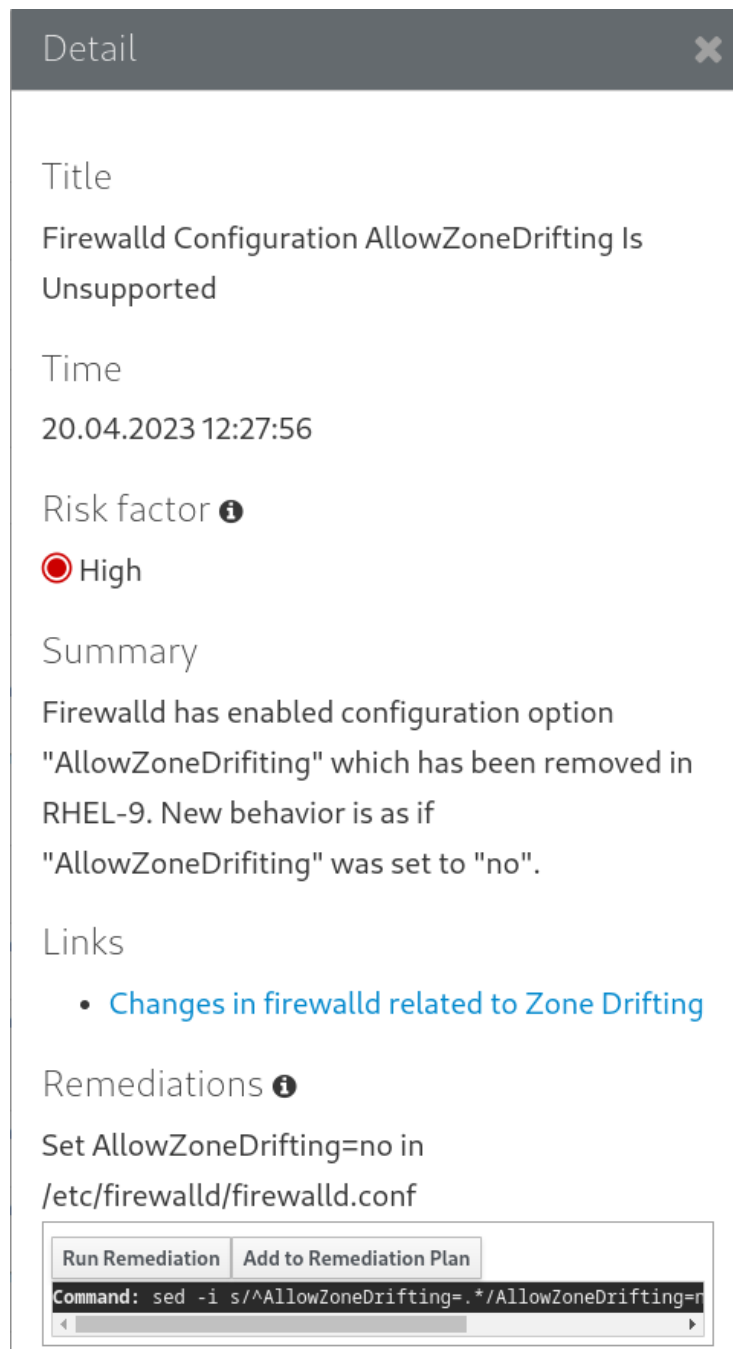 Detail
Title
Firewalld Configuration AllowZoneDrifting Is
Unsupported
Time
20.04.2023 12:27:56
Risk factor
High
Summary
Firewalld has enabled configuration option
"AllowZoneDrifiting" which has been removed in
RHEL-9. New behavior is as if
"AllowZoneDrifiting" was set to "no".
Links
• Changes in firewalld related to Zone Drifting
Remediations
Set AllowZoneDrifting=no in
/etc/firewalld/firewalld.conf
Run Remediation Add to Remediation Plan
Command: sed -i s/^AllowZoneDrifting=.*/AllowZoneDrifting=n